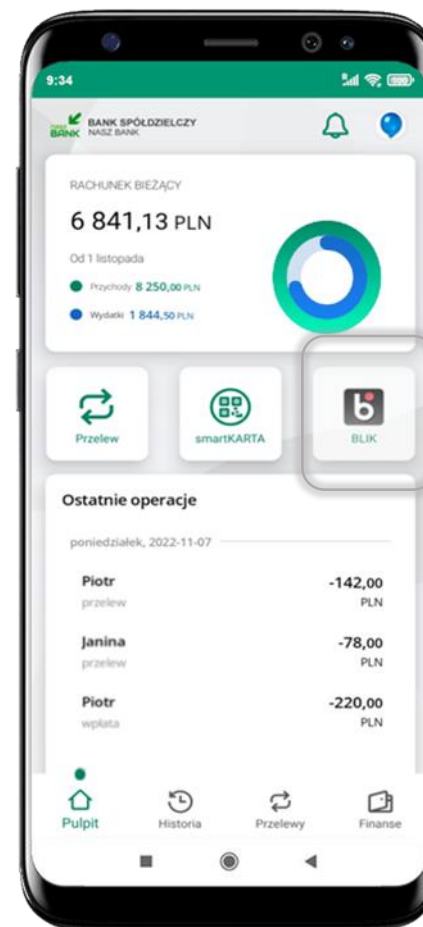 9:34
BANK SPÓŁDZIELCZY
NASZ BANK
RACHUNEK BIEŻĄCY
6 841,13 PLN
Od 1 listopada
Przychody 8 250,00 PLN
Wydatki 1 844,50 PLN
Przelew
smartKARTA
BLIK
Ostatnie operacje
poniedziałek, 2022-11-07
Piotr -142,00
przelew PLN
Janina -78,00
przelew PLN
Piotr -220,00
wpłata PLN
Pulpit
Historia
Przelewy
Finanse